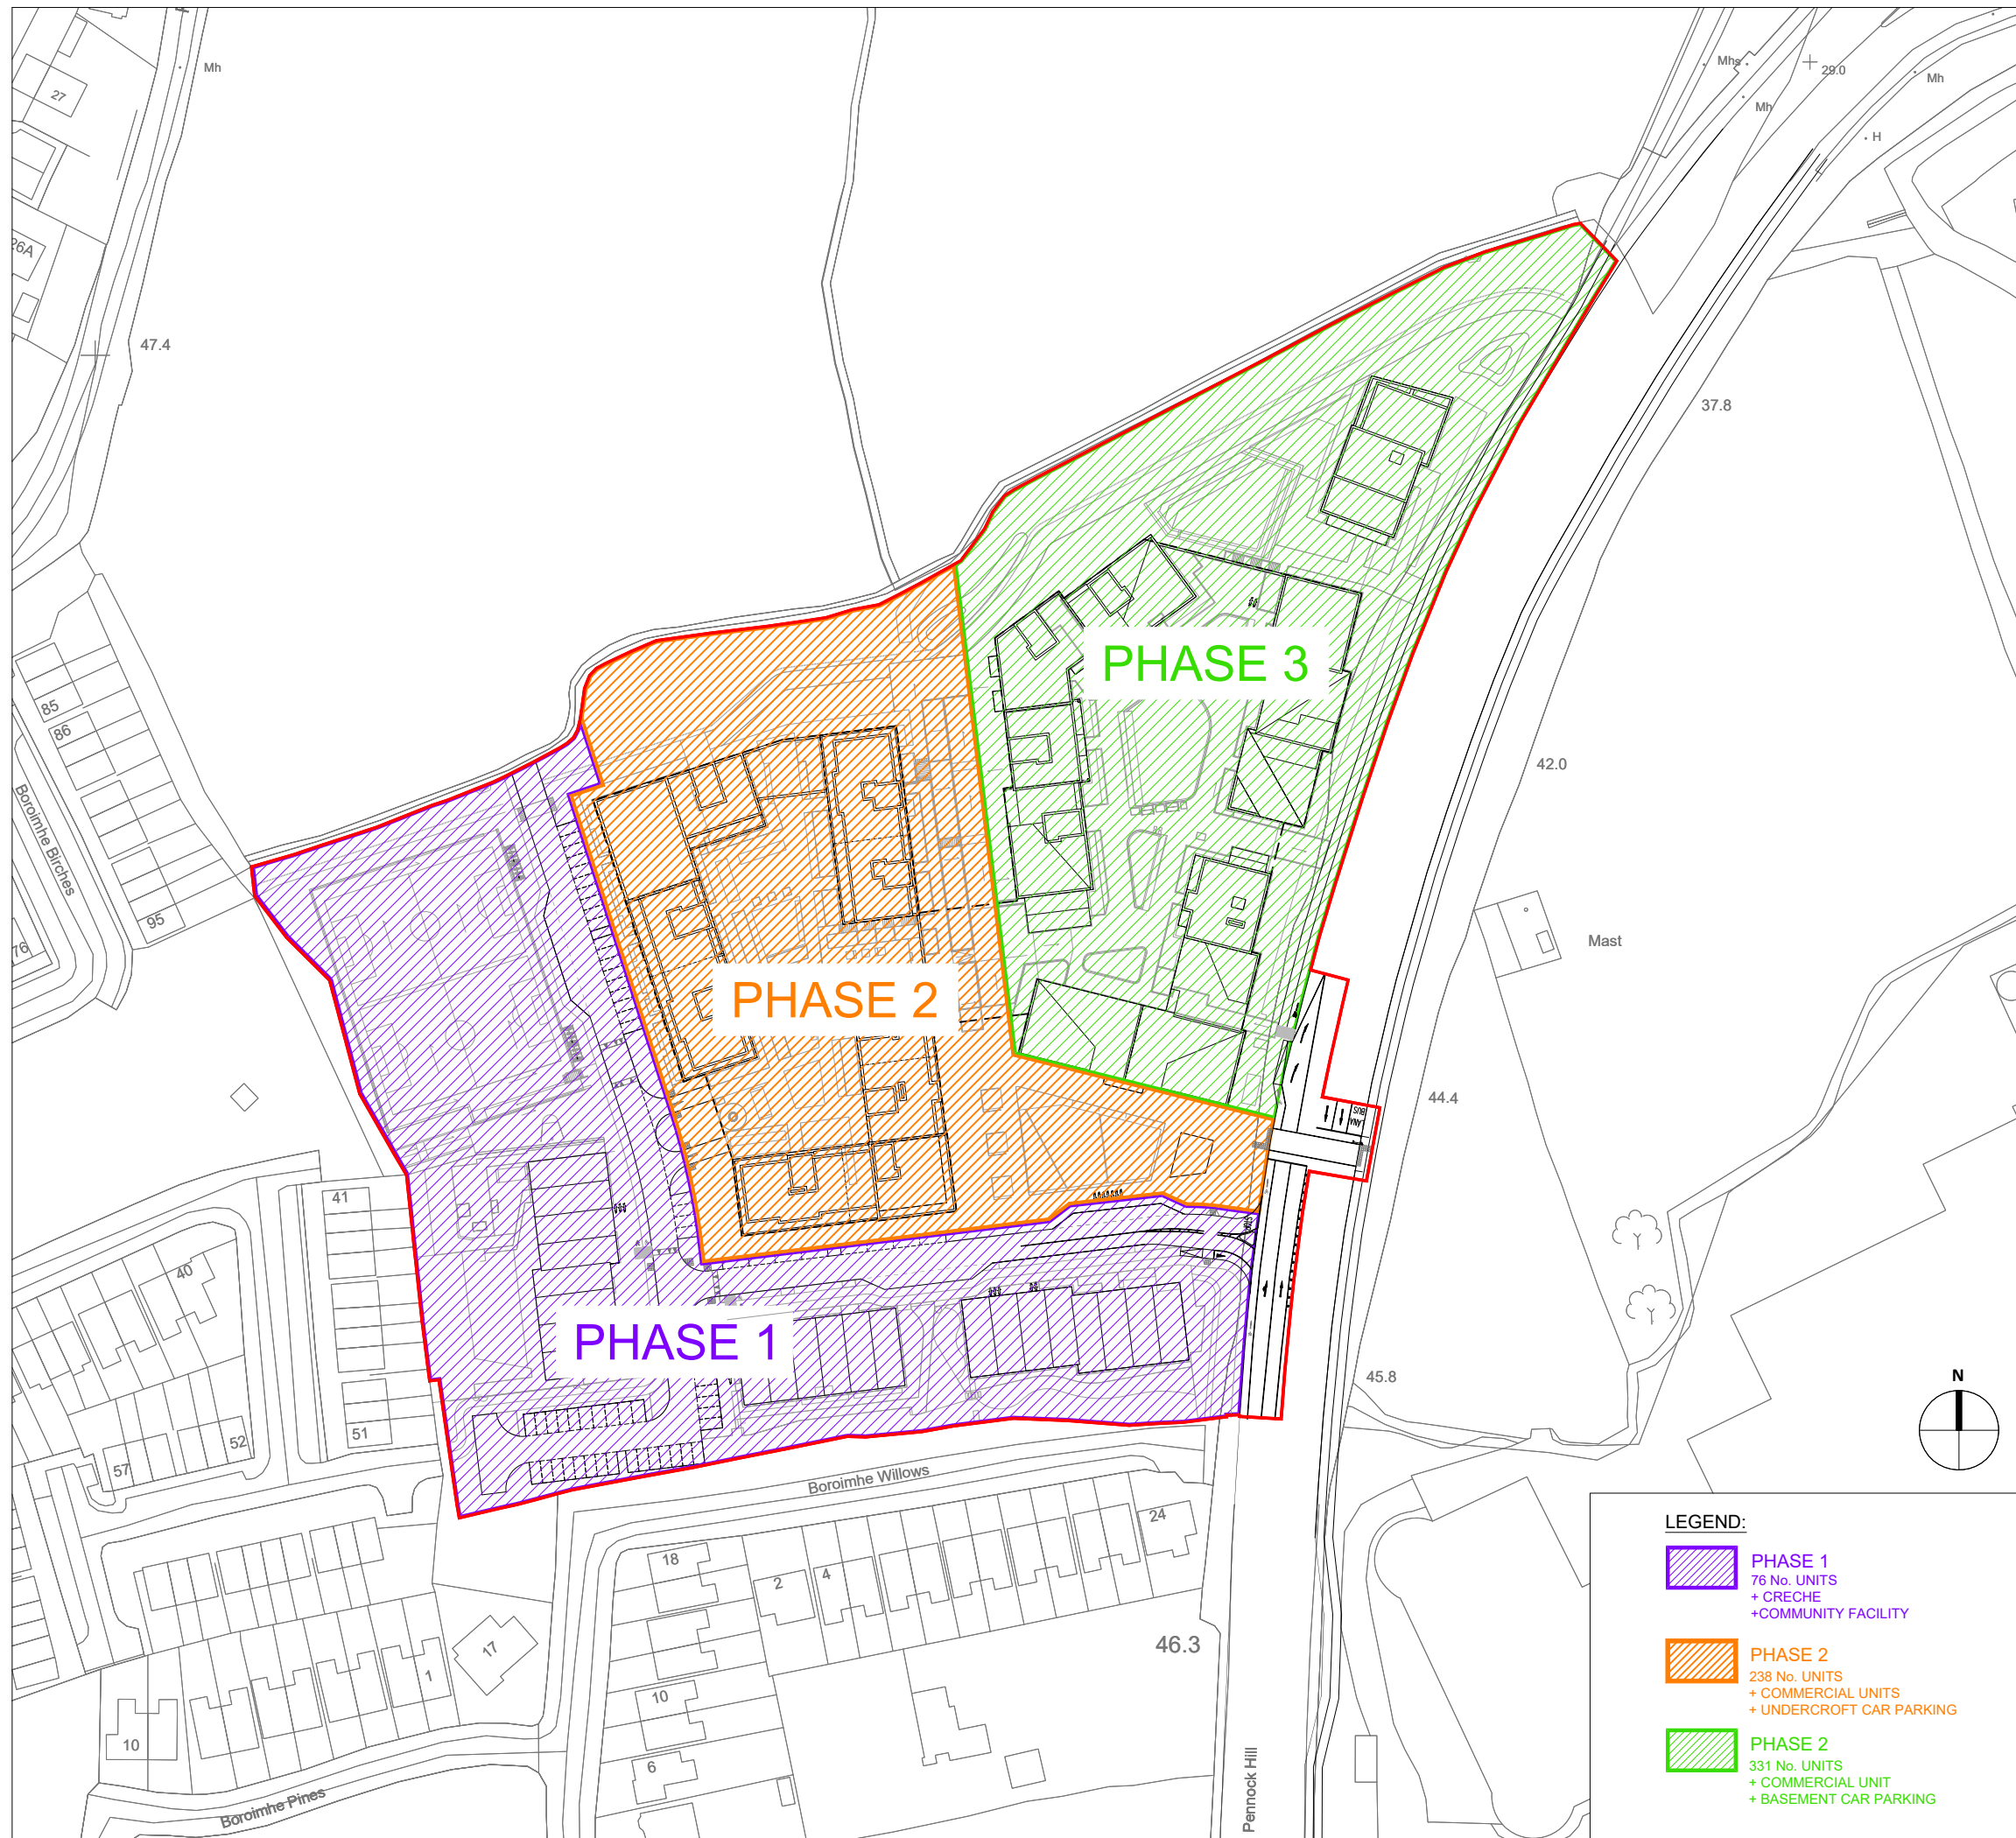 Mh
27
26A
47.4
Mhs
29.0
Mh
Mh
H
37.8
PHASE 3
42.0
85
86
Boroimhe Birches
95
76
Mast
PHASE 2
44.4
BUS
LANE
41
40
PHASE 1
45.8
N
51
52
57
Boroimhe Willows
24
18
2
4
17
1
46.3
10
10
6
Boroimhe Pines
Pennock Hill
LEGEND:
PHASE 1
76 No. UNITS
+ CRECHE
+COMMUNITY FACILITY
PHASE 2
238 No. UNITS
+ COMMERCIAL UNITS
+ UNDERCROFT CAR PARKING
PHASE 2
331 No. UNITS
+ COMMERCIAL UNIT
+ BASEMENT CAR PARKING